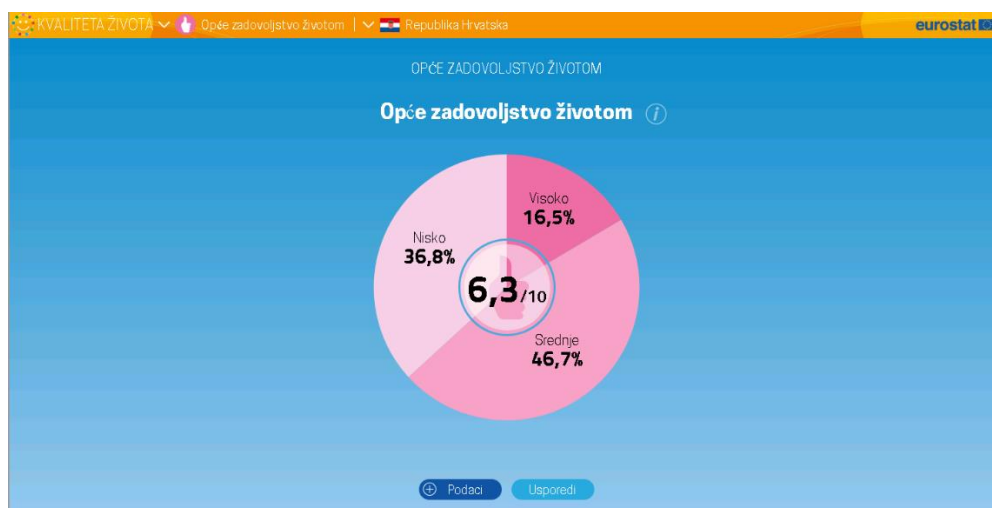 KVALITETA ŽIVOTA Opće zadovoljstvo životom | Republika Hrvatska eurostat
OPĆE ZADOVOLJSTVO ŽIVOTOM
Opće zadovoljstvo životom i
Visoko
16,5%
Nisko
36,8%
6,3/10
Srednje
46,7%
Podaci Usporedi